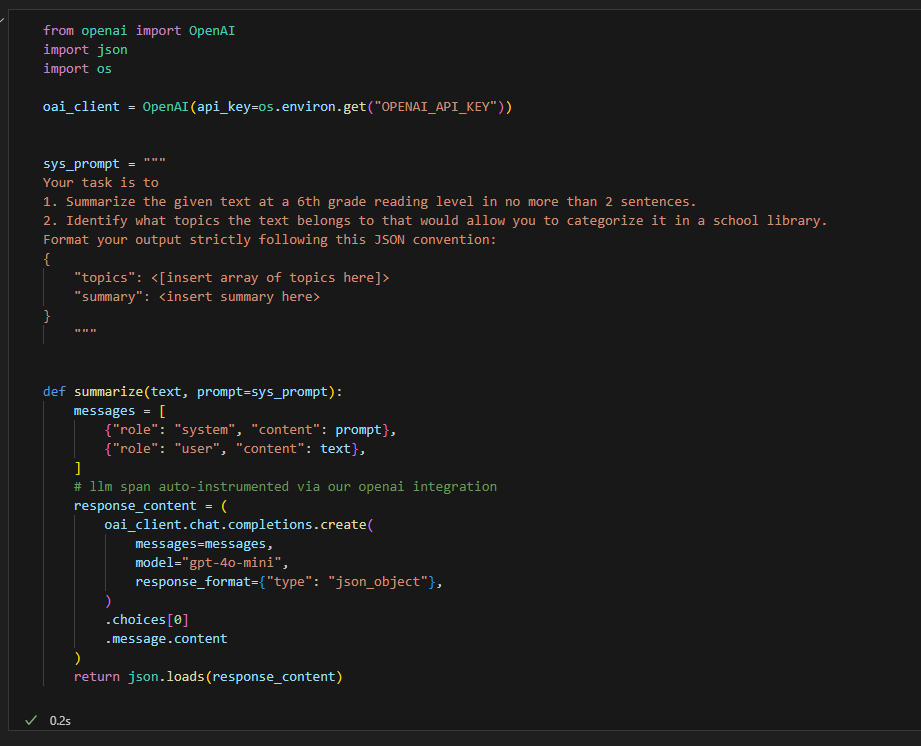 from openai import OpenAI
import json
import os
oai_client = OpenAI(api_key=os.environ.get("OPENAI_API_KEY"))
sys_prompt = """
Your task is to
1. Summarize the given text at a 6th grade reading level in no more than 2 sentences.
2. Identify what topics the text belongs to that would allow you to categorize it in a school library.
Format your output strictly following this JSON convention:
{
    "topics": <[insert array of topics here]>
    "summary": <insert summary here>
}
    """
def summarize(text, prompt=sys_prompt):
    messages = [
        {"role": "system", "content": prompt},
        {"role": "user", "content": text},
    ]
    # llm span auto-instrumented via our openai integration
    response_content = (
        oai_client.chat.completions.create(
            messages=messages,
            model="gpt-4o-mini",
            response_format={"type": "json_object"},
        )
        .choices[0]
        .message.content
    )
    return json.loads(response_content)
0.2s